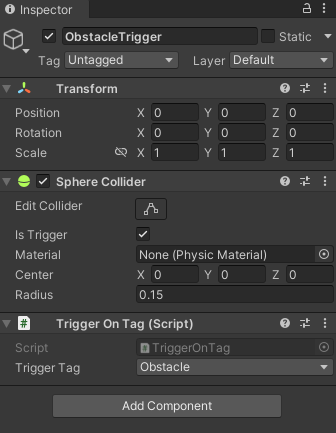 Inspector
ObstacleTrigger Static
Tag Untagged Layer Default
Transform
Position X 0 Y 0 Z 0
Rotation X 0 Y 0 Z 0
Scale X 1 Y 1 Z 1
Sphere Collider
Edit Collider
Is Trigger
Material None (Physic Material)
Center X 0 Y 0 Z 0
Radius 0.15
# Trigger On Tag (Script)
Script # TriggerOnTag
Trigger Tag Obstacle
Add Component